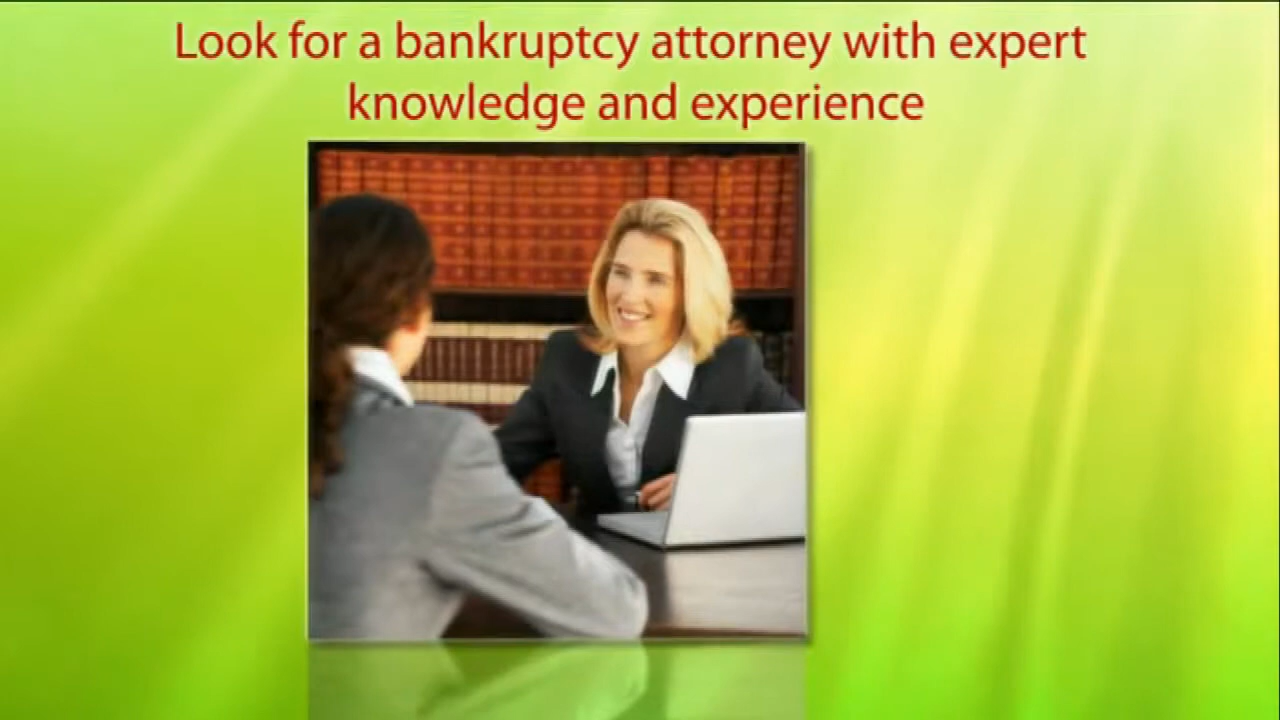 Look for a bankruptcy attorney with expert
knowledge and experience